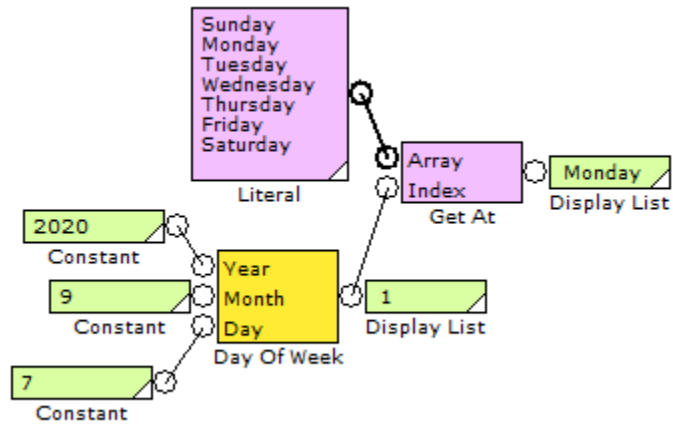 Sunday
Monday
Tuesday
Wednesday
Thursday
Friday
Saturday
Literal
Array
Index
Get At
Monday
Display List
2020
Constant
9
Constant
7
Constant
Year
Month
Day
Day Of Week
1
Display List